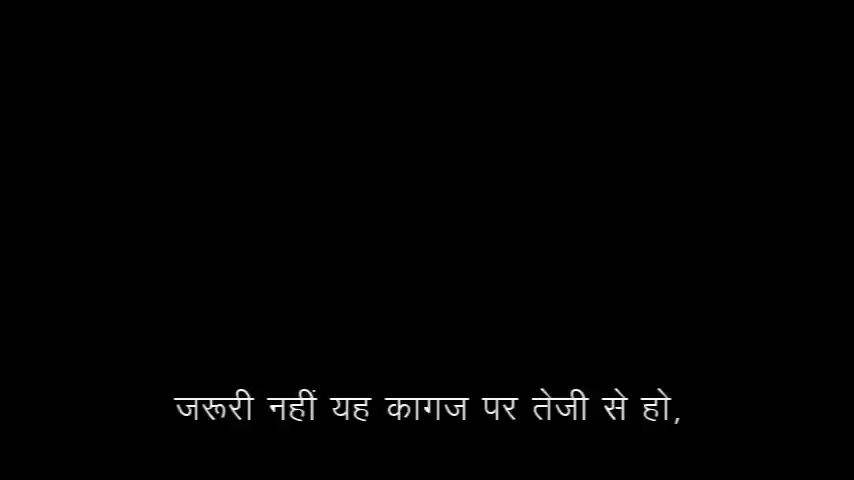 जरूरी नहीं यह कागज पर तेजी से हो,